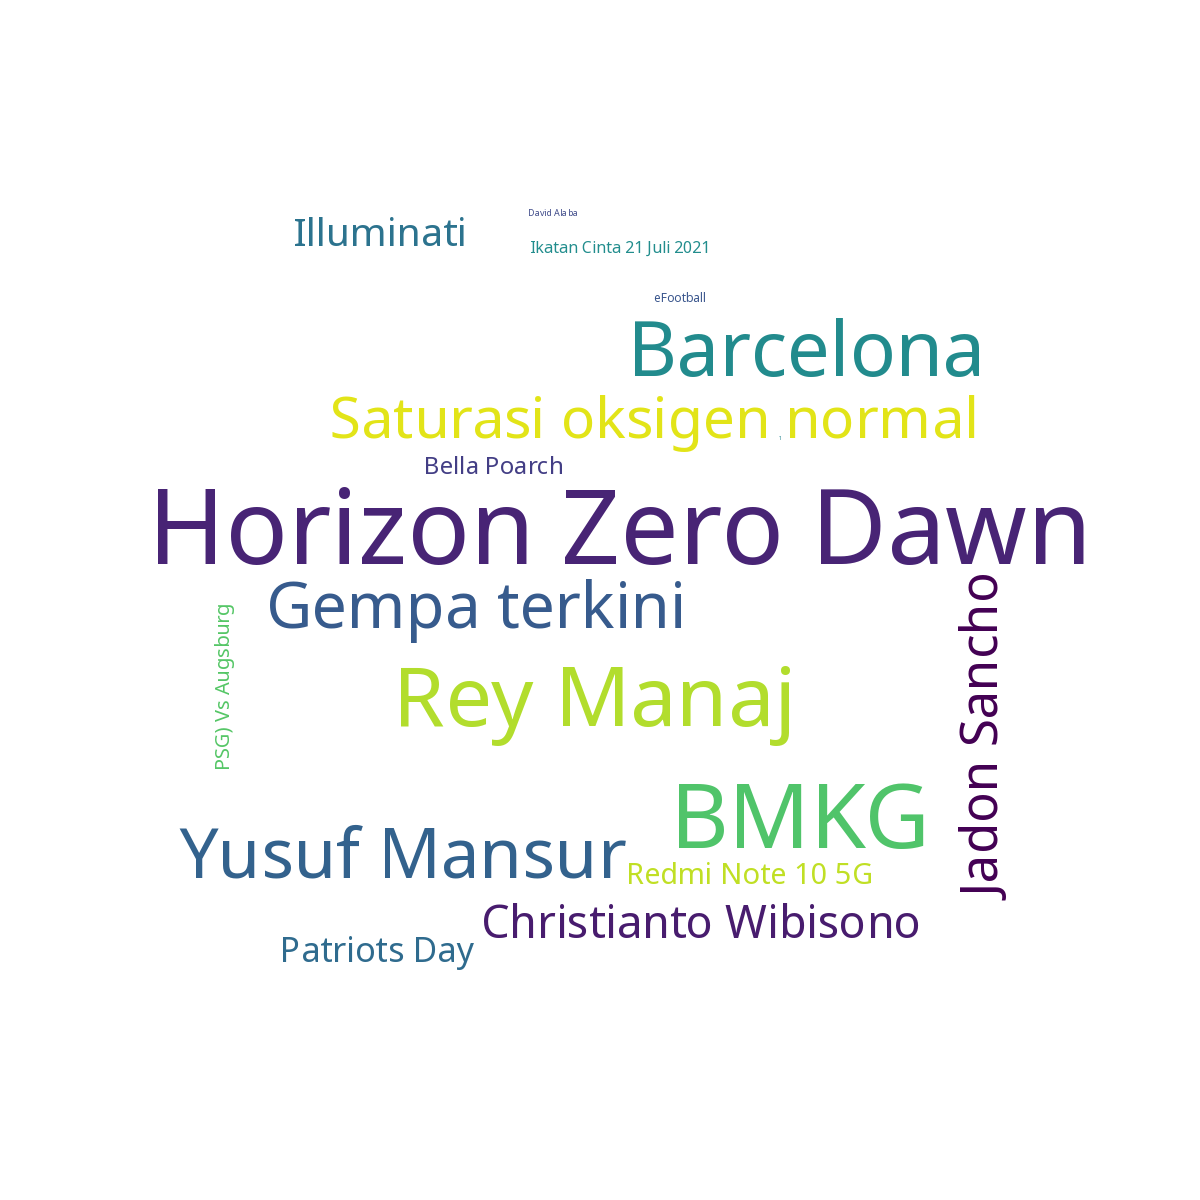 David Alaba
Illuminati
Ikatan Cinta 21 Juli 2021
eFootball
Barcelona
Saturasi oksigen normal
Bella Poarch
Horizon Zero Dawn
Gempa terkini
Jadon Sancho
PSG) Vs Augsburg
Rey Manaj
BMKG
Yusuf Mansur
Redmi Note 10 5G
Christianto Wibisono
Patriots Day